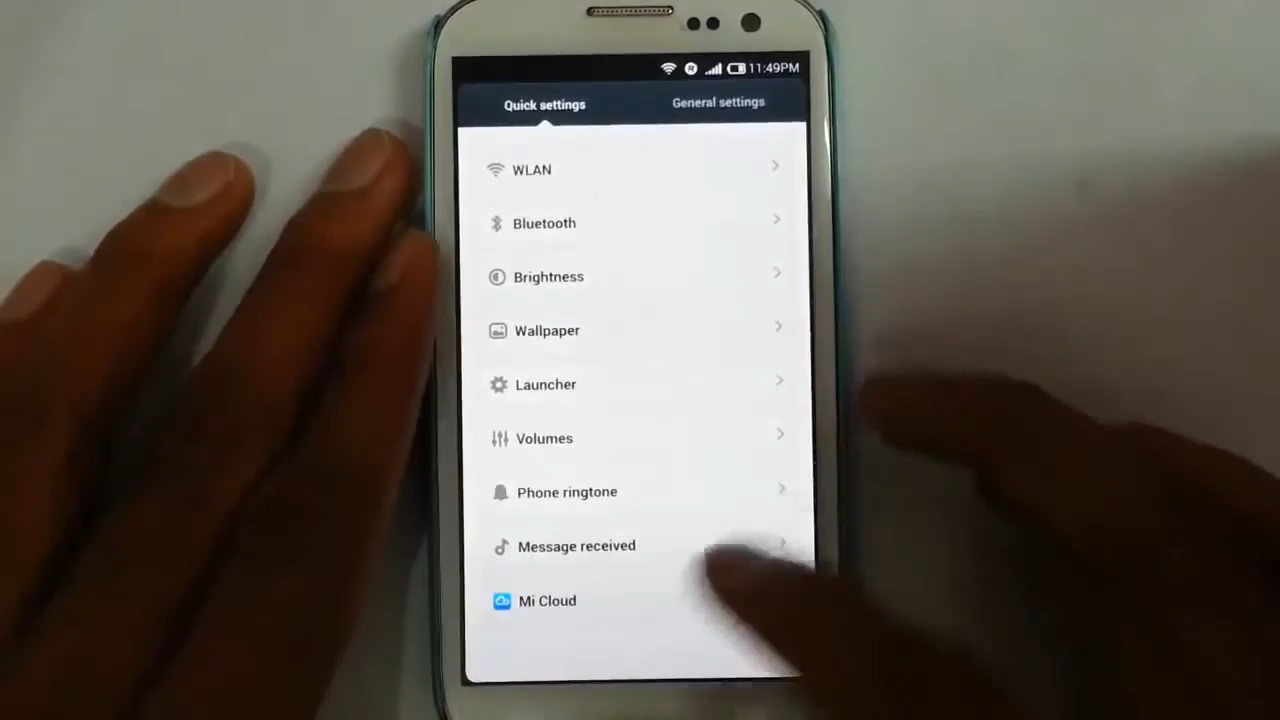 11:49PM
Quick settings
General settings
WLAN
Bluetooth
Brightness
Wallpaper
Launcher
Volumes
Phone ringtone
Message received
Mi Cloud